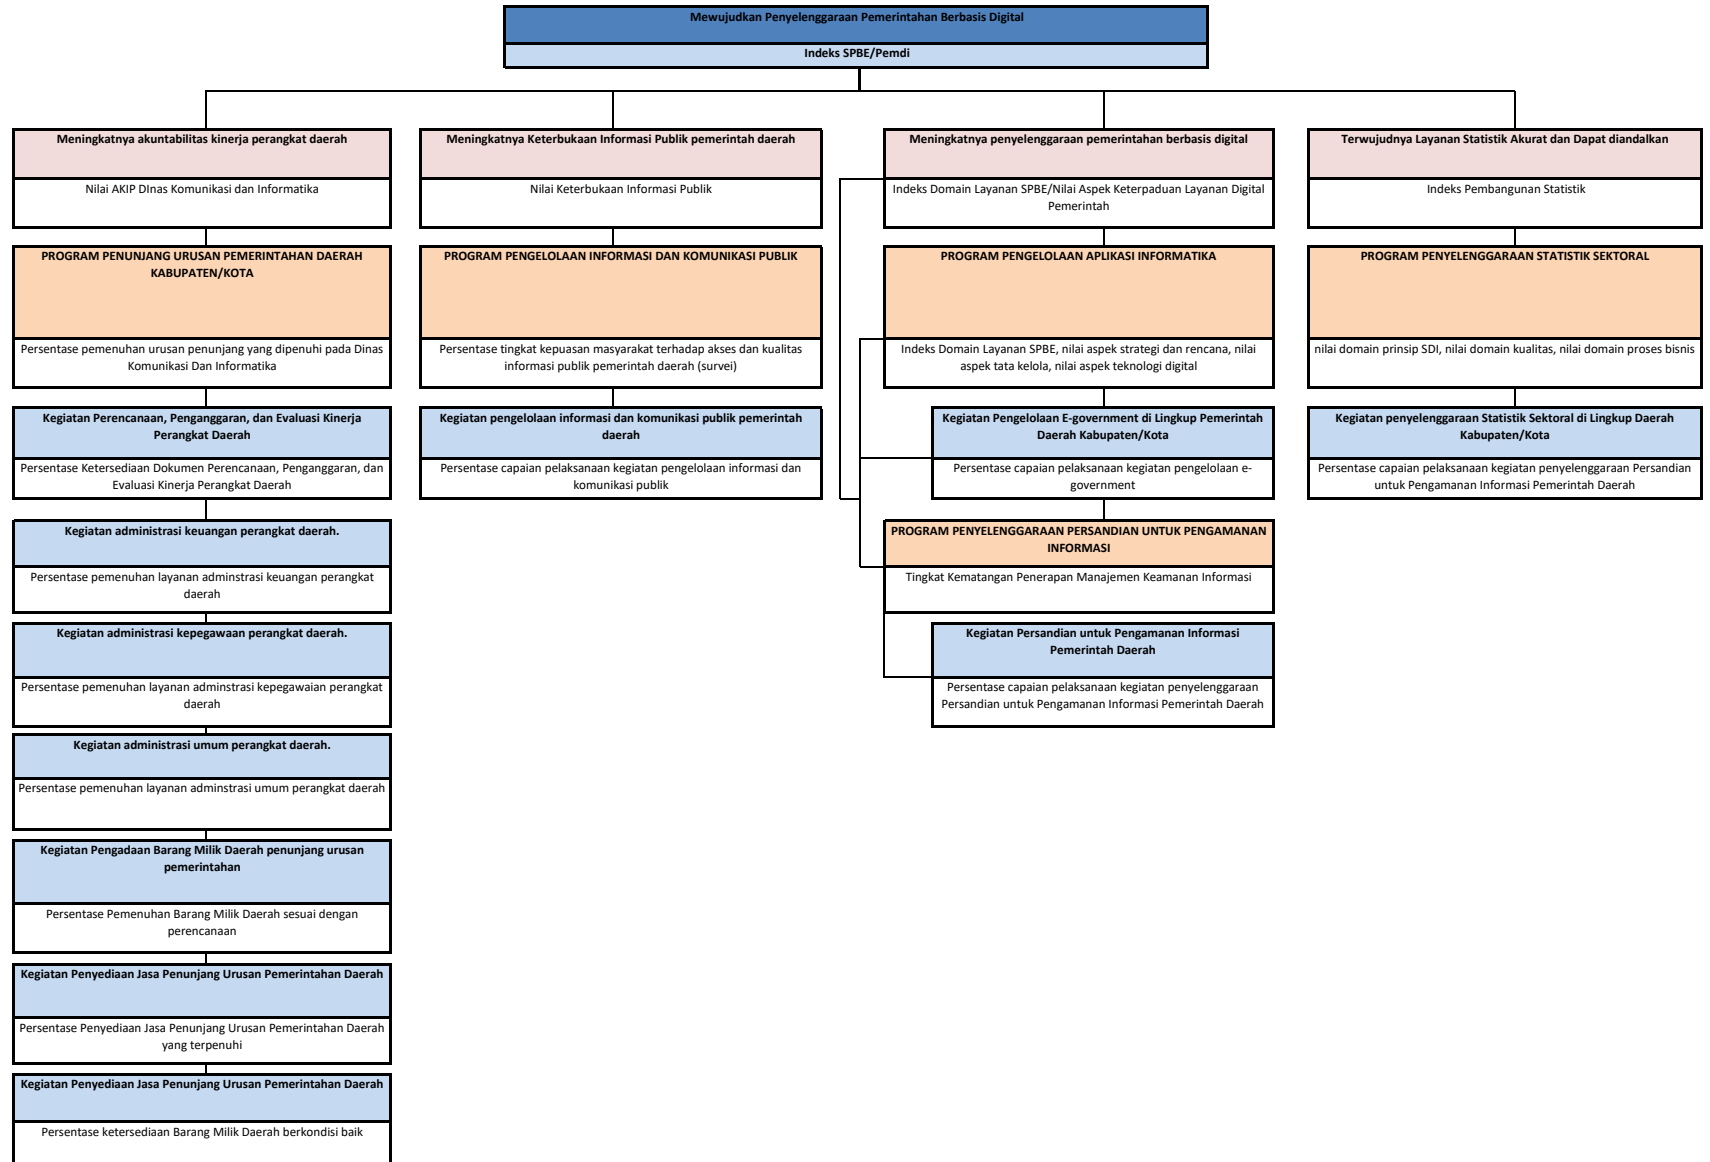 Mewujudkan Penyelenggaraan Pemerintahan Berbasis Digital
Indeks SPBE/Pemdi
Meningkatnya akuntabilitas kinerja perangkat daerah
Nilai AKIP DInas Komunikasi dan Informatika
PROGRAM PENUNJANG URUSAN PEMERINTAHAN DAERAH
KABUPATEN/KOTA
Persentase pemenuhan urusan penunjang yang dipenuhi pada Dinas
Komunikasi Dan Informatika
Kegiatan Perencanaan, Penganggaran, dan Evaluasi Kinerja
Perangkat Daerah
Persentase Ketersediaan Dokumen Perencanaan, Penganggaran, dan
Evaluasi Kinerja Perangkat Daerah
Kegiatan administrasi keuangan perangkat daerah.
Persentase pemenuhan layanan adminstrasi keuangan perangkat
daerah
Kegiatan administrasi kepegawaan perangkat daerah.
Persentase pemenuhan layanan adminstrasi kepegawaian perangkat
daerah
Kegiatan administrasi umum perangkat daerah.
Persentase pemenuhan layanan adminstrasi umum perangkat daerah
Kegiatan Pengadaan Barang Milik Daerah penunjang urusan
pemerintahan
Persentase Pemenuhan Barang Milik Daerah sesuai dengan
perencanaan
Kegiatan Penyediaan Jasa Penunjang Urusan Pemerintahan Daerah
Persentase Penyediaan Jasa Penunjang Urusan Pemerintahan Daerah
yang terpenuhi
Kegiatan Penyediaan Jasa Penunjang Urusan Pemerintahan Daerah
Persentase ketersediaan Barang Milik Daerah berkondisi baik
Meningkatnya Keterbukaan Informasi Publik pemerintah daerah
Nilai Keterbukaan Informasi Publik
PROGRAM PENGELOLAAN INFORMASI DAN KOMUNIKASI PUBLIK
Persentase tingkat kepuasan masyarakat terhadap akses dan kualitas
informasi publik pemerintah daerah (survei)
Kegiatan pengelolaan informasi dan komunikasi publik pemerintah
daerah
Persentase capaian pelaksanaan kegiatan pengelolaan informasi dan
komunikasi publik
Meningkatnya penyelenggaraan pemerintahan berbasis digital
Indeks Domain Layanan SPBE/Nilai Aspek Keterpaduan Layanan Digital
Pemerintah
PROGRAM PENGELOLAAN APLIKASI INFORMATIKA
Indeks Domain Layanan SPBE, nilai aspek strategi dan rencana, nilai
aspek tata kelola, nilai aspek teknologi digital
Kegiatan Pengelolaan E-government di Lingkup Pemerintah
Daerah Kabupaten/Kota
Persentase capaian pelaksanaan kegiatan pengelolaan e-
government
PROGRAM PENYELENGGARAAN PERSANDIAN UNTUK PENGAMANAN
INFORMASI
Tingkat Kematangan Penerapan Manajemen Keamanan Informasi
Kegiatan Persandian untuk Pengamanan Informasi
Pemerintah Daerah
Persentase capaian pelaksanaan kegiatan penyelenggaraan
Persandian untuk Pengamanan Informasi Pemerintah Daerah
Terwujudnya Layanan Statistik Akurat dan Dapat diandalkan
Indeks Pembangunan Statistik
PROGRAM PENYELENGGARAAN STATISTIK SEKTORAL
nilai domain prinsip SDI, nilai domain kualitas, nilai domain proses bisnis
Kegiatan penyelenggaraan Statistik Sektoral di Lingkup Daerah
Kabupaten/Kota
Persentase capaian pelaksanaan kegiatan penyelenggaraan Persandian
untuk Pengamanan Informasi Pemerintah Daerah